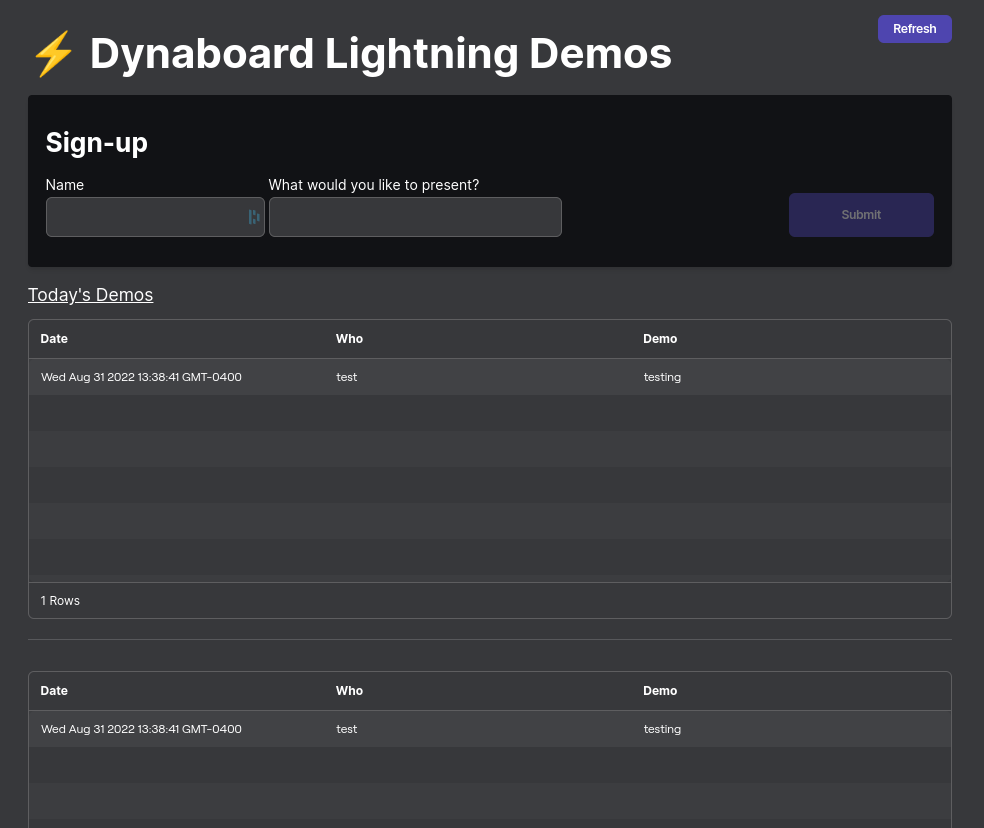 Refresh
⚡ Dynaboard Lightning Demos
Sign-up
Name What would you like to present?
Submit
Today's Demos
Date Who Demo
Wed Aug 31 2022 13:38:41 GMT-0400 test testing
1 Rows
Date Who Demo
Wed Aug 31 2022 13:38:41 GMT-0400 test testing